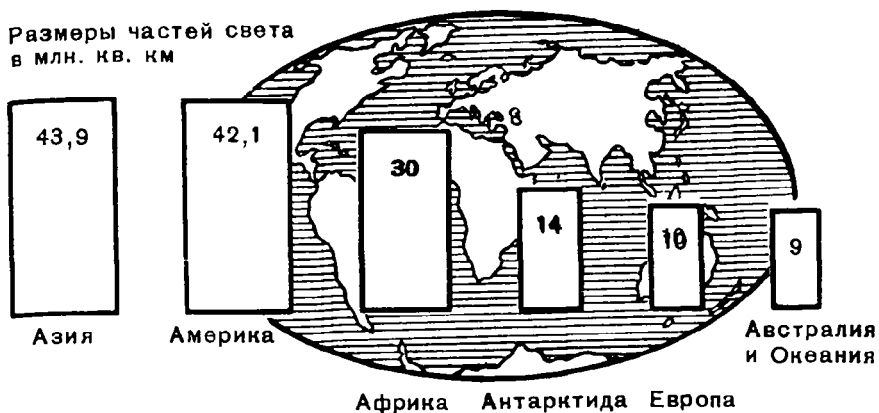 Размеры частей света
в млн. кв. км
43,9
42,1
30
14
10
9
Азия
Америка
Африка
Антарктида
Европа
Австралия
и Океания